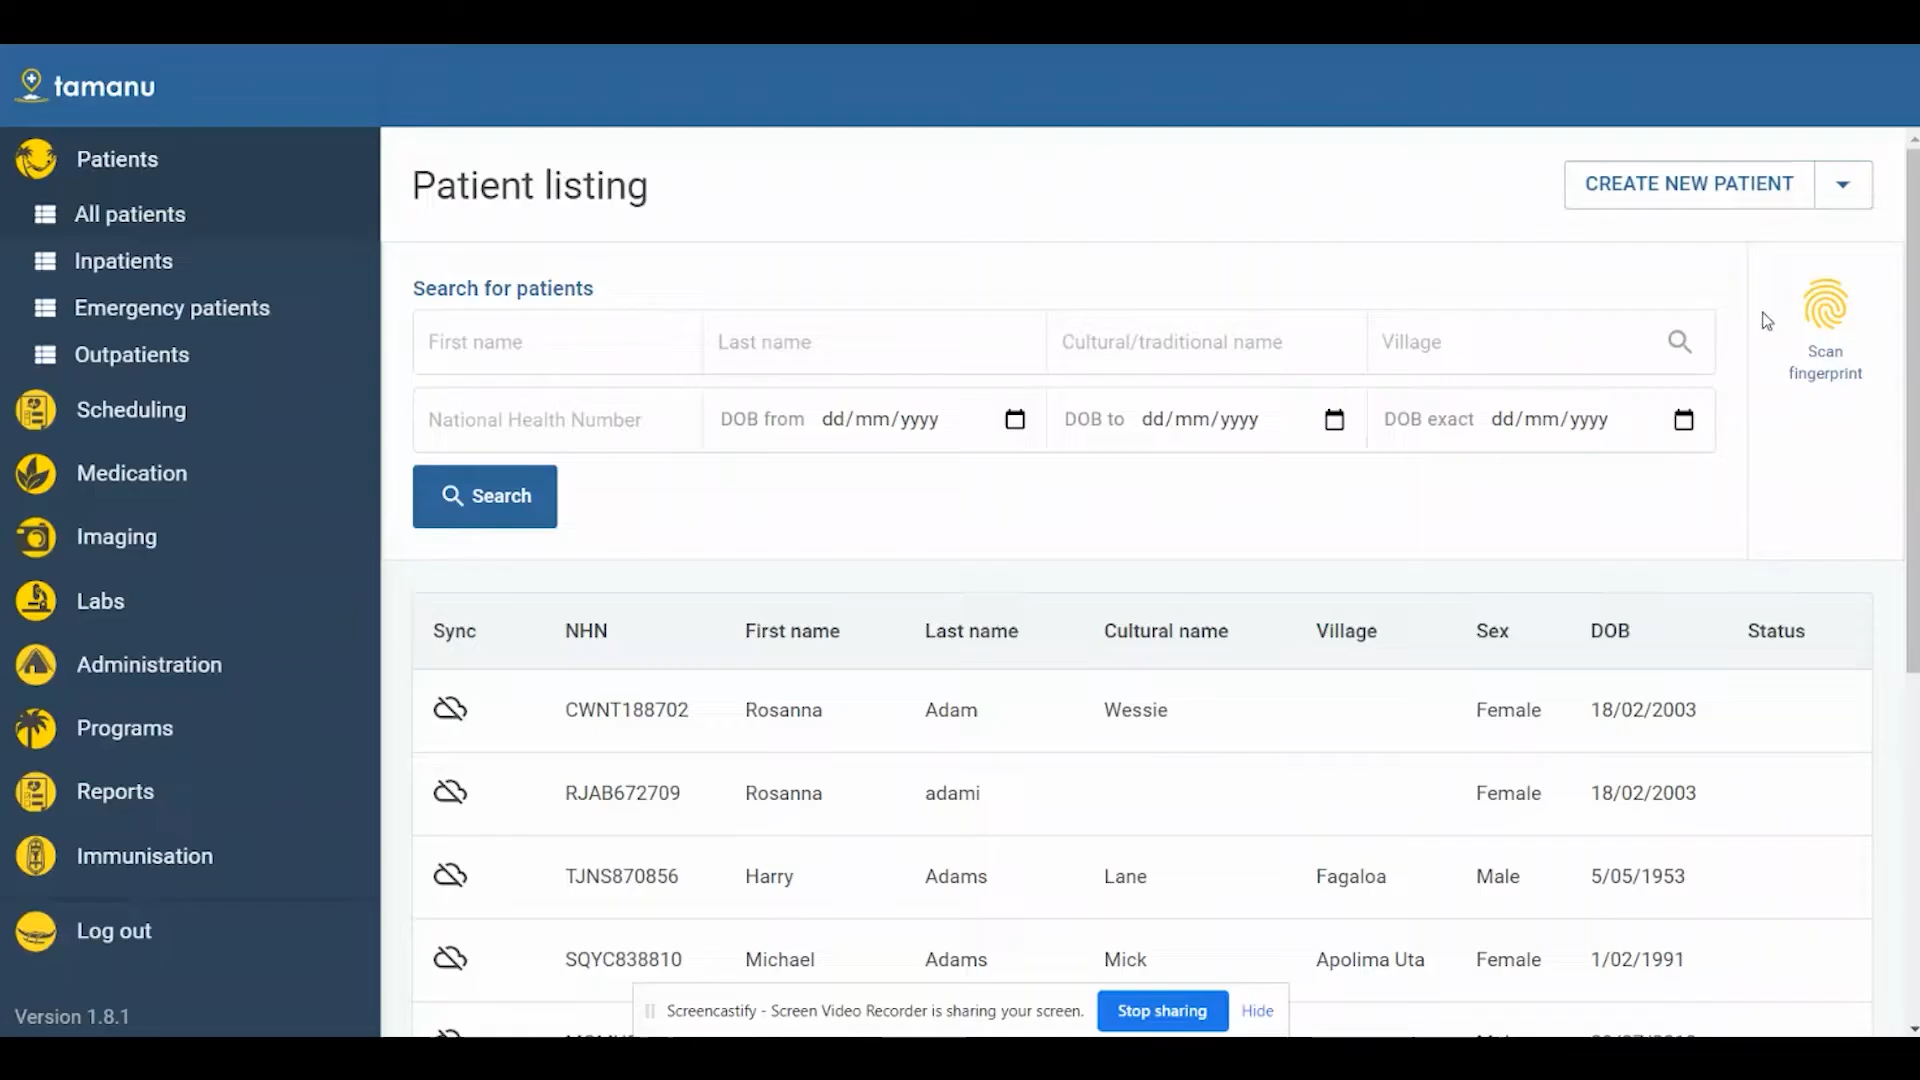 tamanu
Patients
All patients
Inpatients
Emergency patients
Outpatients
Scheduling
Medication
Imaging
Labs
Administration
Programs
Reports
Immunisation
Log out
Version 1.8.1
Patient listing
CREATE NEW PATIENT
Search for patients
First name Last name Cultural/traditional name Village
National Health Number DOB from dd/mm/yyyy DOB to dd/mm/yyyy DOB exact dd/mm/yyyy
Search
Scan
fingerprint
Sync NHN First name Last name Cultural name Village Sex DOB Status
CWNT188702 Rosanna Adam Wessie Female 18/02/2003
RJAB672709 Rosanna adami Female 18/02/2003
TJNS870856 Harry Adams Lane Fagaloa Male 5/05/1953
SQYC838810 Michael Adams Mick Apolima Uta Female 1/02/1991
Screencastify - Screen Video Recorder is sharing your screen. Stop sharing Hide